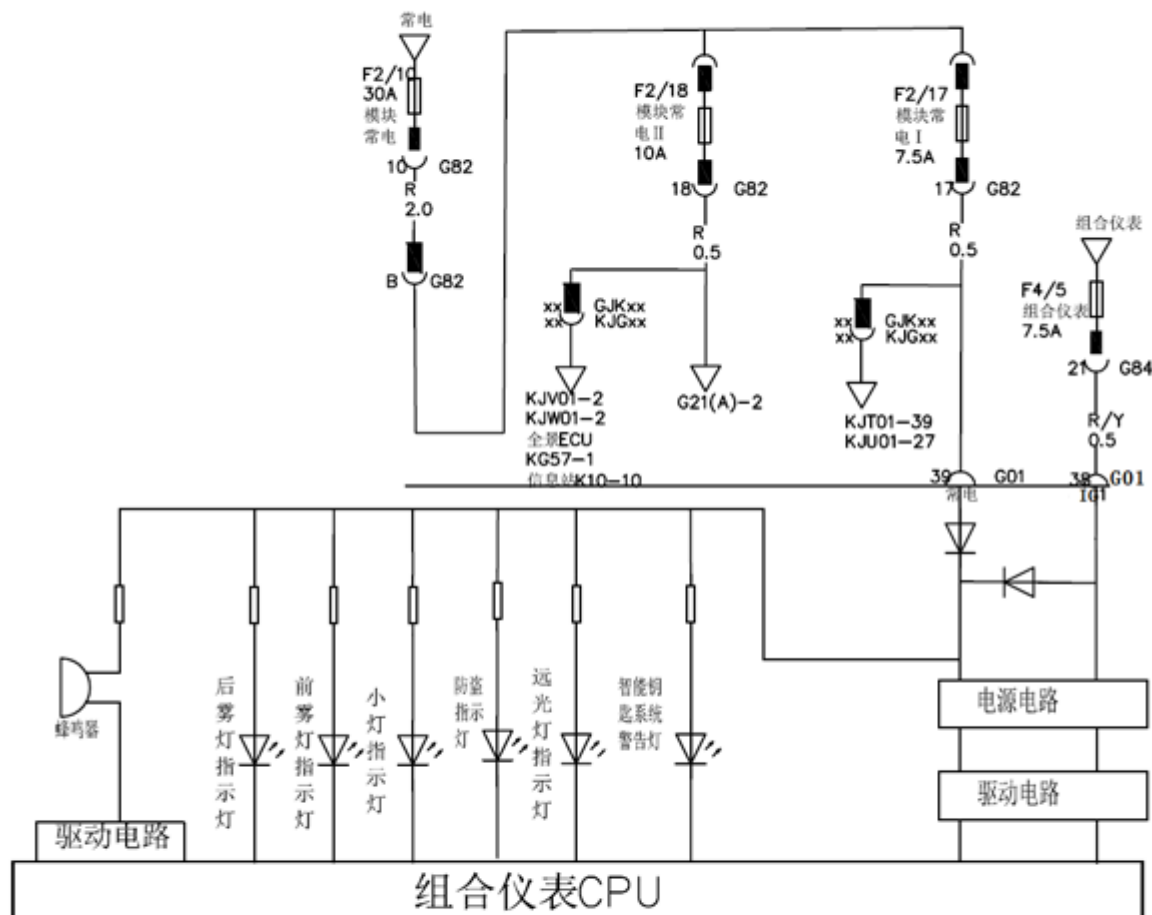 常电
F2/10
30A
模块
常电
10
G82
R
2.0
B
G82
F2/18
模块常
电Ⅱ
10A
18
G82
R
0.5
xx
GJKxx
xx
KJGxx
KJV01-2
KJW01-2
全景ECU
KG57-1
信息站K10-10
G21(A)-2
F2/17
模块常
电Ⅰ
7.5A
17
G82
R
0.5
xx
GJKxx
xx
KJGxx
KJT01-39
KJU01-27
组合仪表
F4/5
组合仪表
7.5A
21
G84
R/Y
0.5
39
G01
常电
38
G01
IG1
蜂鸣器
后雾灯指示灯
前雾灯指示灯
小灯指示灯
防盗
指示
灯
远光灯指示灯
智能钥
匙系统
警告灯
电源电路
驱动电路
驱动电路
组合仪表CPU